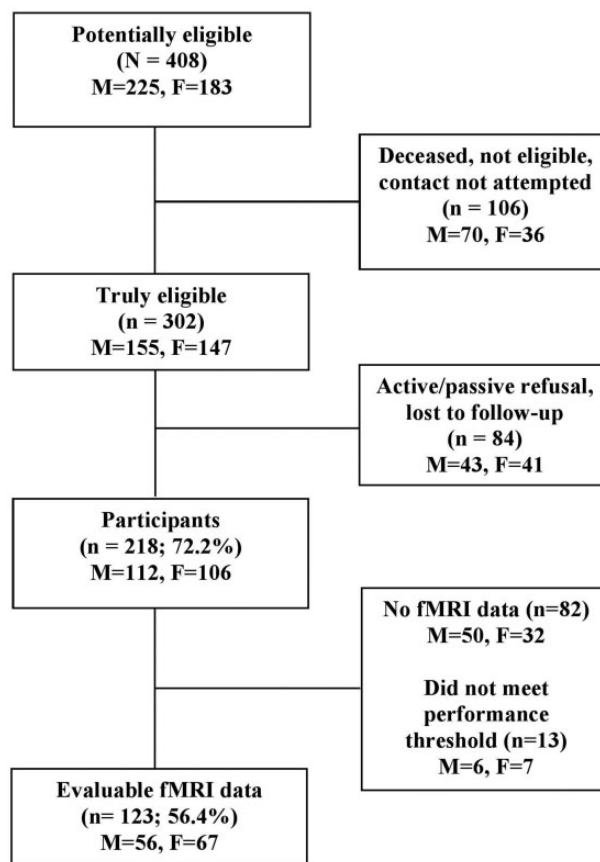 Potentially eligible
(N = 408)
M=225, F=183
Deceased, not eligible,
contact not attempted
(n = 106)
M=70, F=36
Truly eligible
(n = 302)
M=155, F=147
Active/passive refusal,
lost to follow-up
(n = 84)
M=43, F=41
Participants
(n = 218; 72.2%)
M=112, F=106
No fMRI data (n=82)
M=50, F=32
Did not meet
performance
threshold (n=13)
M=6, F=7
Evaluable fMRI data
(n= 123; 56.4%)
M=56, F=67